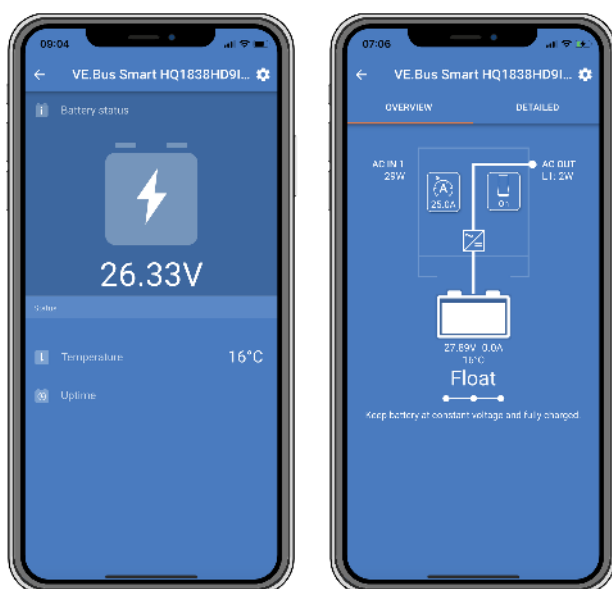 09:04
VE.Bus Smart HQ1838HD9I...
Battery status
26.33V
Status
Temperature 16°C
Uptime
07:06
VE.Bus Smart HQ1838HD9I...
OVERVIEW DETAILED
AC IN 1
29W
AC OUT
L1: 2W
A
25.0A
On
27.89V 0.0A
16°C
Float
Keep battery at constant voltage and fully charged.